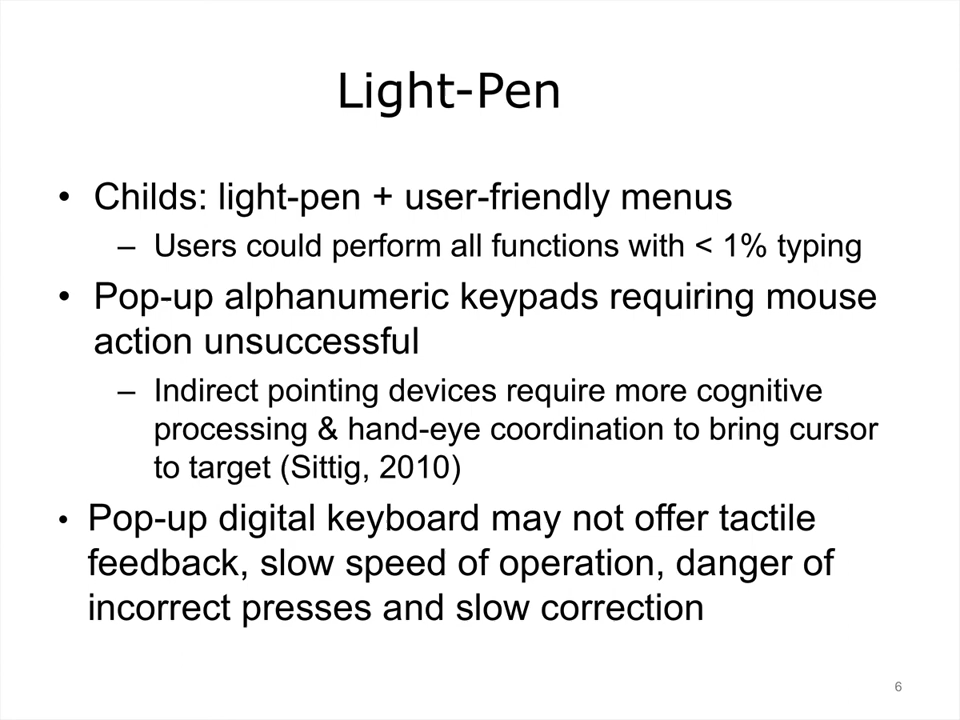 Light-Pen
• Childs: light-pen + user-friendly menus
– Users could perform all functions with < 1% typing
• Pop-up alphanumeric keypads requiring mouse
action unsuccessful
– Indirect pointing devices require more cognitive
processing & hand-eye coordination to bring cursor
to target (Sittig, 2010)
• Pop-up digital keyboard may not offer tactile
feedback, slow speed of operation, danger of
incorrect presses and slow correction
6